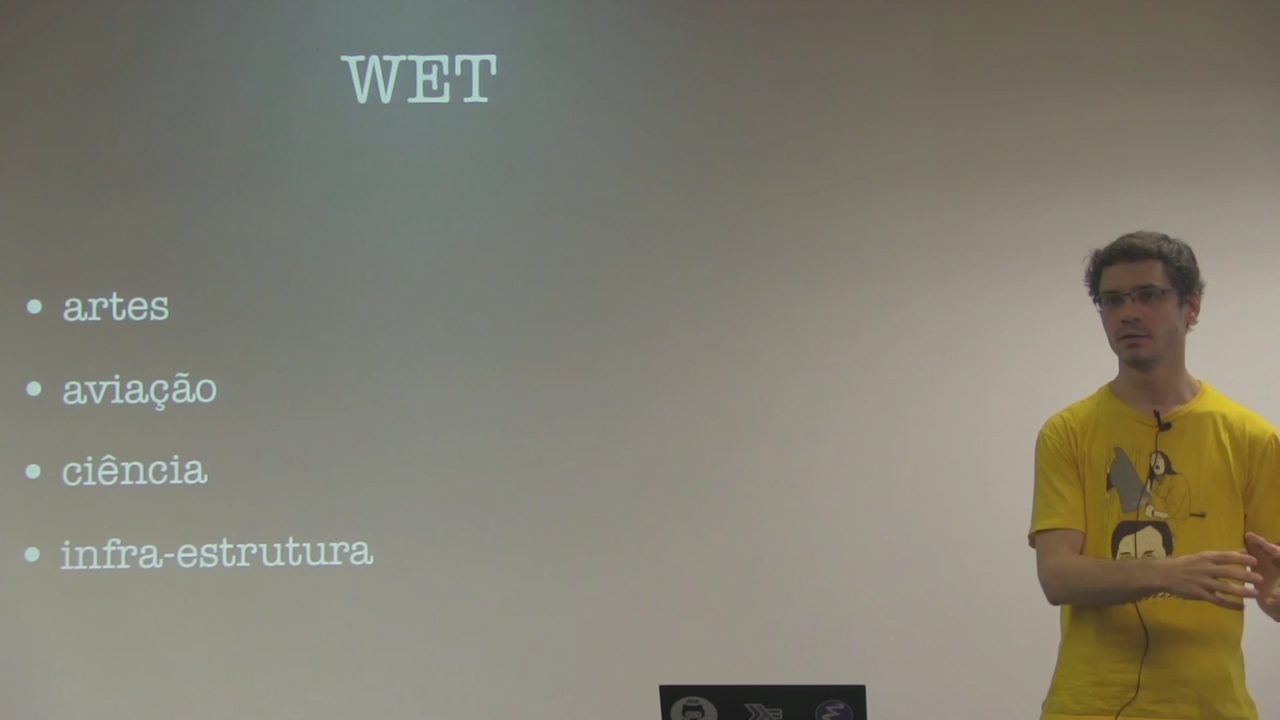 WET
• artes
• aviação
• ciência
• infra-estrutura